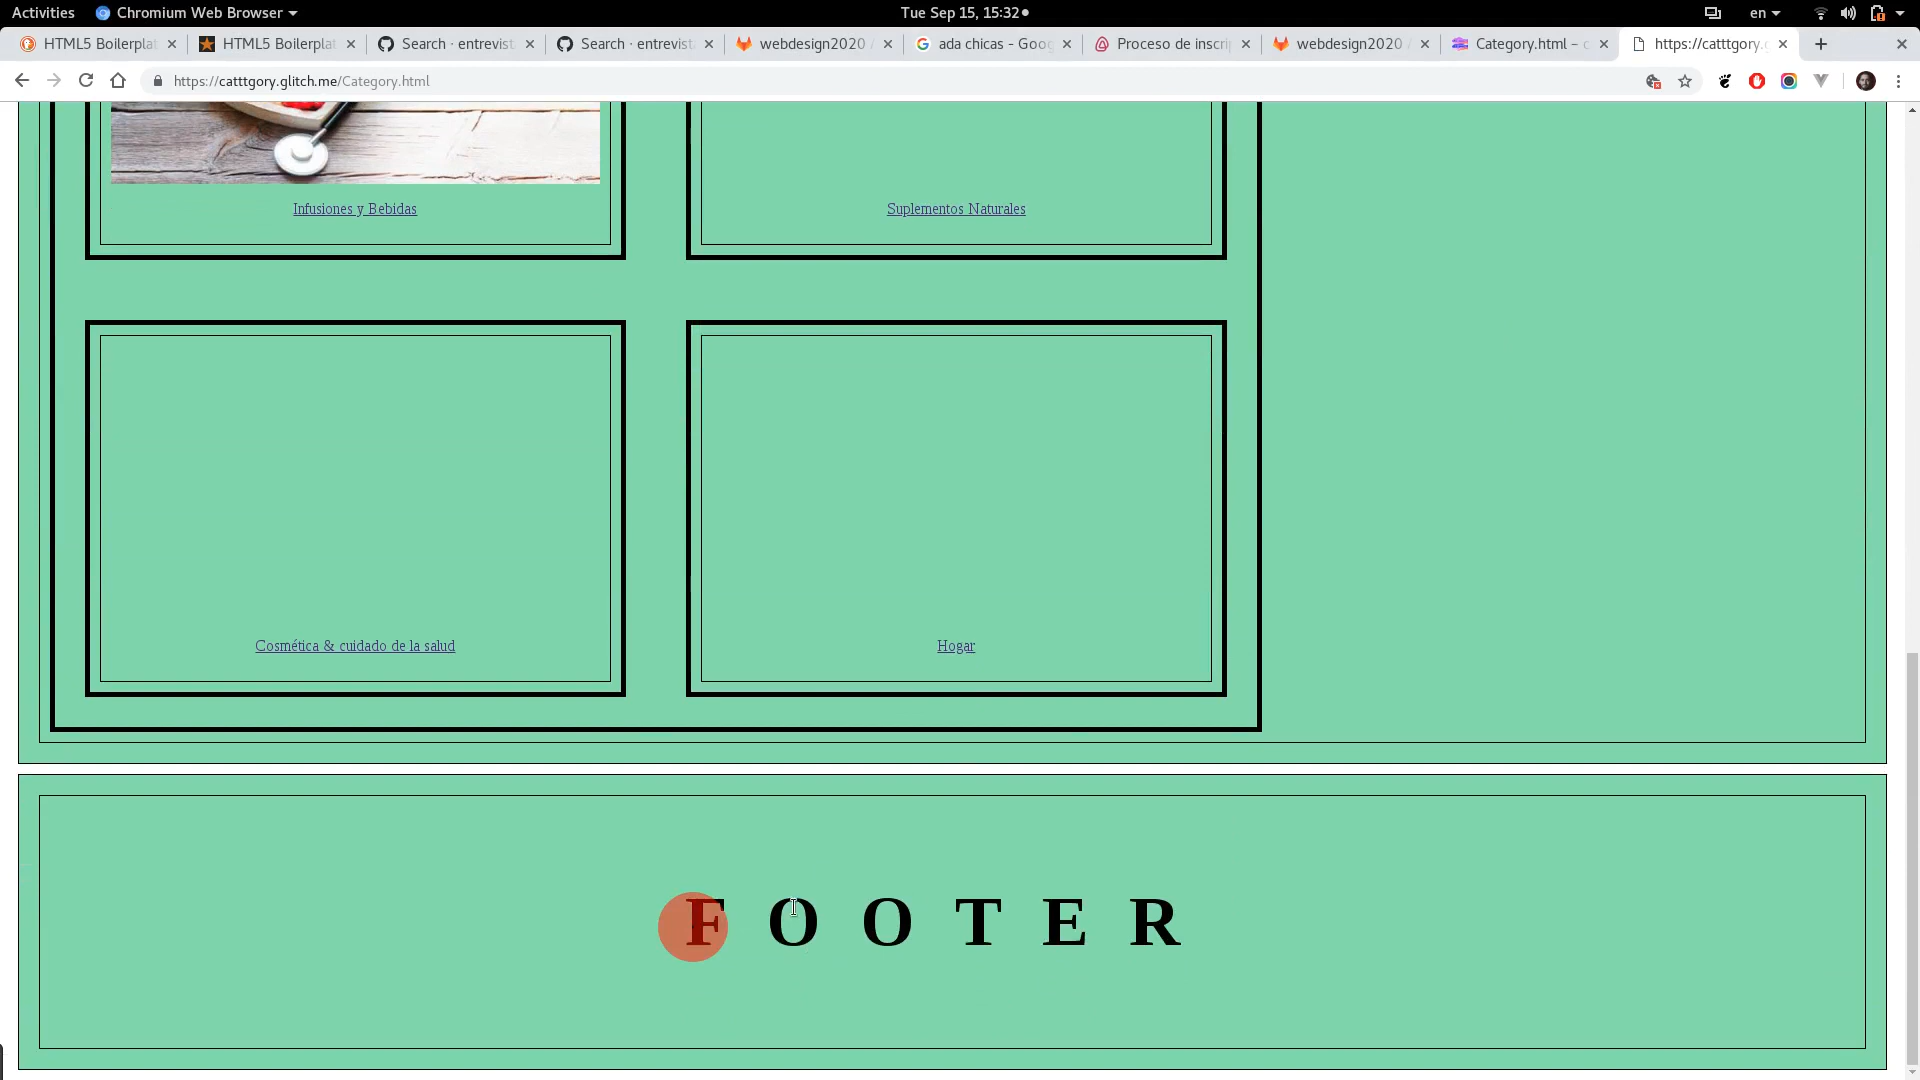 Activities Chromium Web Browser Tue Sep 15, 15:32 en
HTML5 Boilerplat HTML5 Boilerplat Search · entrevist Search · entrevist webdesign2020 / ada chicas - Goog Proceso de inscri webdesign2020 / Category.html – c https://catttgory.g
https://catttgory.glitch.me/Category.html
Infusiones y Bebidas Suplementos Naturales
Cosmética & cuidado de la salud Hogar
F O O T E R